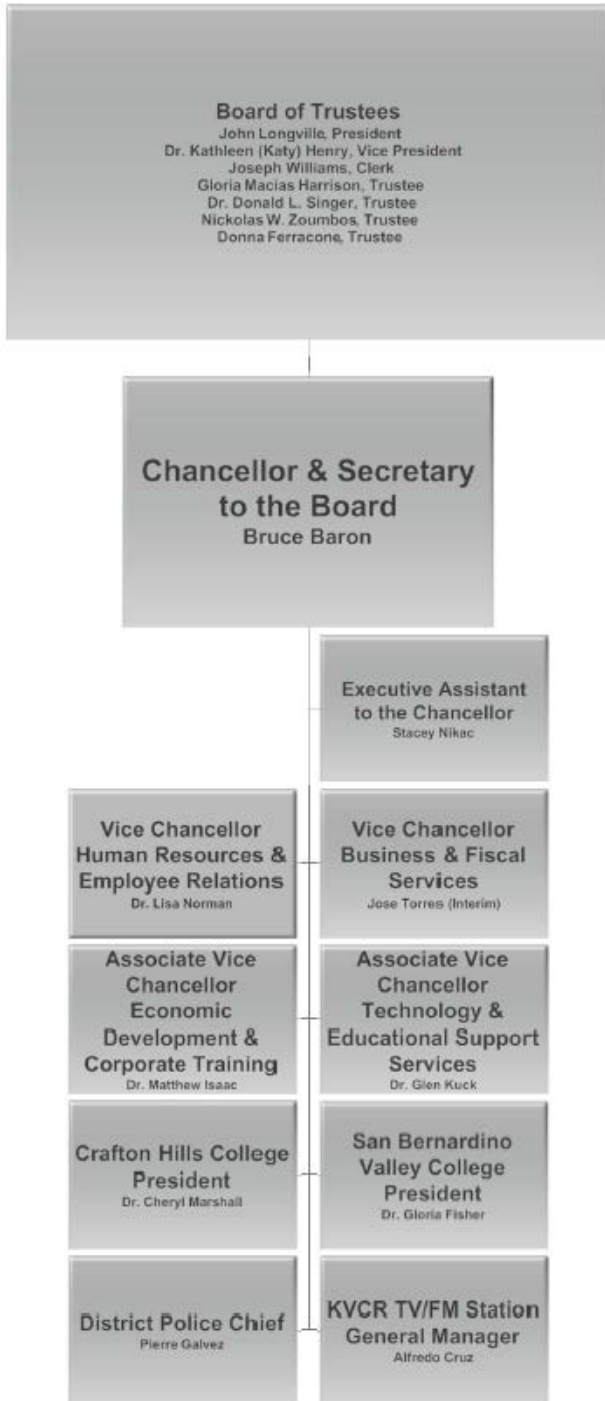 Board of Trustees
John Longville, President
Dr. Kathleen (Katy) Henry, Vice President
Joseph Williams, Clerk
Gloria Macias Harrison, Trustee
Dr. Donald L. Singer, Trustee
Nickolas W. Zoumbos, Trustee
Donna Ferracone, Trustee
Chancellor & Secretary
to the Board
Bruce Baron
Executive Assistant
to the Chancellor
Stacey Nikac
Vice Chancellor
Human Resources &
Employee Relations
Dr. Lisa Norman
Vice Chancellor
Business & Fiscal
Services
Jose Torres (Interim)
Associate Vice
Chancellor
Economic
Development &
Corporate Training
Dr. Matthew Isaac
Associate Vice
Chancellor
Technology &
Educational Support
Services
Dr. Glen Kuck
Crafton Hills College
President
Dr. Cheryl Marshall
San Bernardino
Valley College
President
Dr. Gloria Fisher
District Police Chief
Pierre Galvez
KVCR TV/FM Station
General Manager
Alfredo Cruz